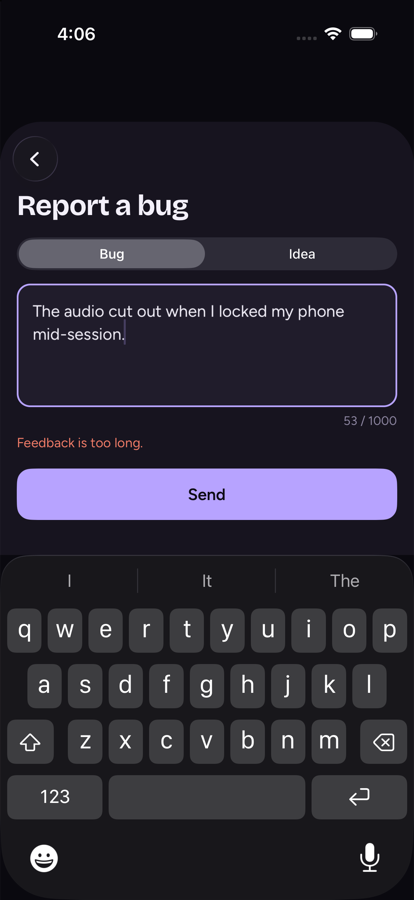 4:06
Report a bug
Bug
Idea
The audio cut out when I locked my phone
mid-session.
53 / 1000
Feedback is too long.
Send
I
It
The
q w e r t y u i o p
a s d f g h j k l
z x c v b n m
123